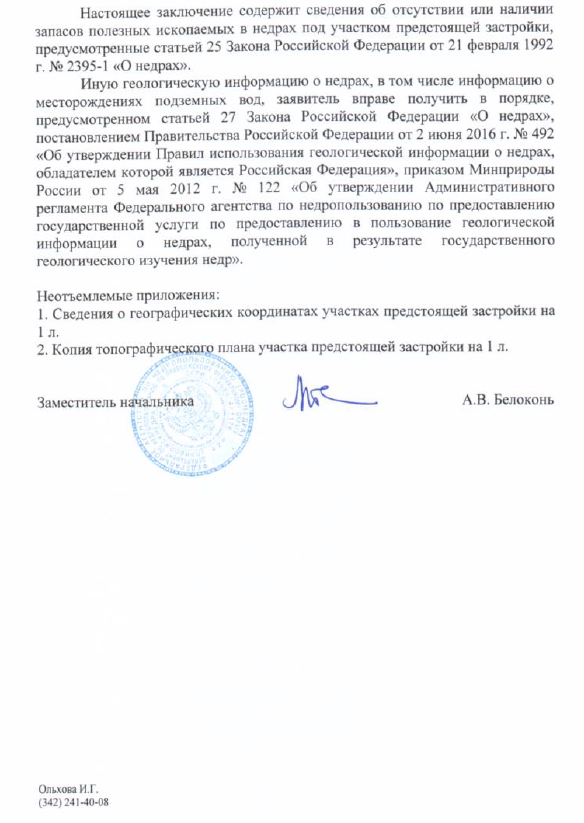 Настоящее заключение содержит сведения об отсутствии или наличии
запасов полезных ископаемых в недрах под участком предстоящей застройки,
предусмотренные статьей 25 Закона Российской Федерации от 21 февраля 1992
г. № 2395-1 «О недрах».
Иную геологическую информацию о недрах, в том числе информацию о
месторождениях подземных вод, заявитель вправе получить в порядке,
предусмотренном статьей 27 Закона Российской Федерации «О недрах»,
постановлением Правительства Российской Федерации от 2 июня 2016 г. № 492
«Об утверждении Правил использования геологической информации о недрах,
обладателем которой является Российская Федерация», приказом Минприроды
России от 5 мая 2012 г. № 122 «Об утверждении Административного
регламента Федерального агентства по недропользованию по предоставлению
государственной услуги по предоставлению в пользование геологической
информации о недрах, полученной в результате государственного
геологического изучения недр».
Неотъемлемые приложения:
1. Сведения о географических координатах участках предстоящей застройки на
1 л.
2. Копия топографического плана участка предстоящей застройки на 1 л.
Заместитель начальника А.В. Белоконь
Ольхова И.Г.
(342) 241-40-08